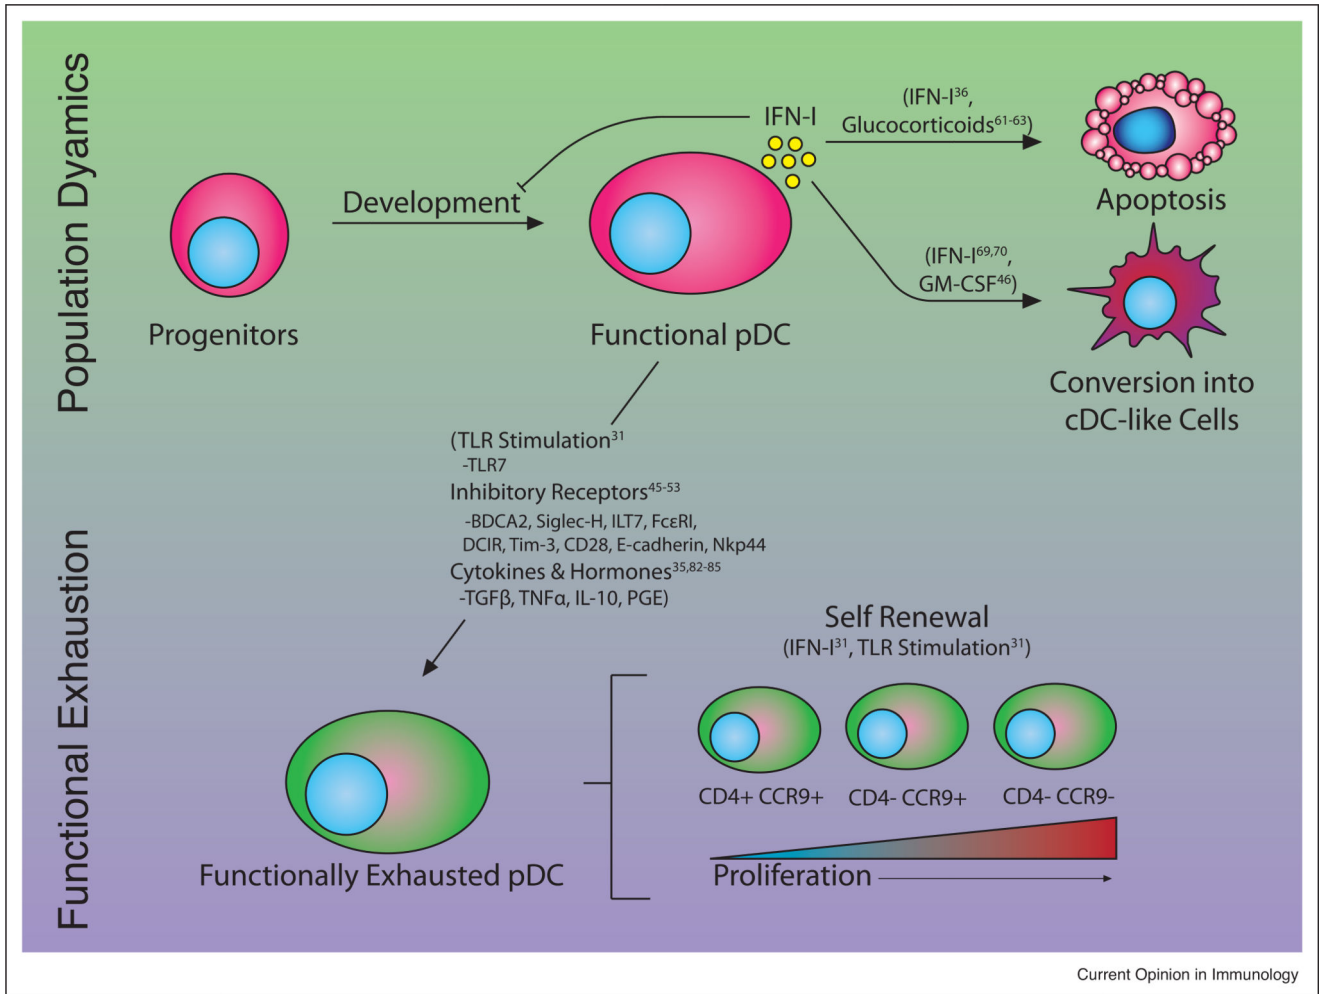 Population Dyamics
IFN-I
(IFN-I36,
Glucocorticoids61-63)
Apoptosis
Development
(IFN-I69,70,
GM-CSF46)
Progenitors
Functional pDC
Conversion into
cDC-like Cells
(TLR Stimulation31
-TLR7
Inhibitory Receptors45-53
-BDCA2, Siglec-H, ILT7, FcεRI,
DCIR, Tim-3, CD28, E-cadherin, Nkp44
Cytokines & Hormones35,82-85
-TGFβ, TNFα, IL-10, PGE)
Functional Exhaustion
Self Renewal
(IFN-I31, TLR Stimulation31)
CD4+ CCR9+
CD4- CCR9+
CD4- CCR9-
Functionally Exhausted pDC
Proliferation
Current Opinion in Immunology